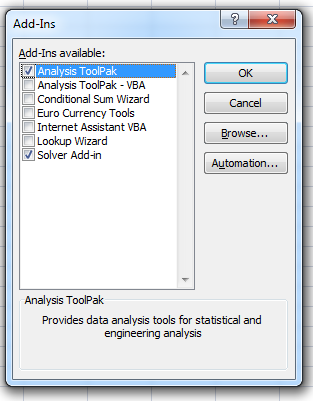 Add-Ins
?
Add-Ins available:
Analysis ToolPak
Analysis ToolPak - VBA
Conditional Sum Wizard
Euro Currency Tools
Internet Assistant VBA
Lookup Wizard
Solver Add-in
OK
Cancel
Browse...
Automation...
Analysis ToolPak
Provides data analysis tools for statistical and
engineering analysis